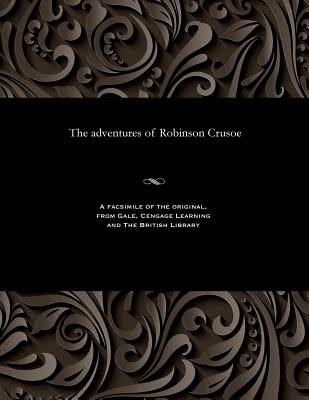 The adventures of Robinson Crusoe
A FACSIMILE OF THE ORIGINAL,
FROM GALE, CENGAGE LEARNING
AND THE BRITISH LIBRARY